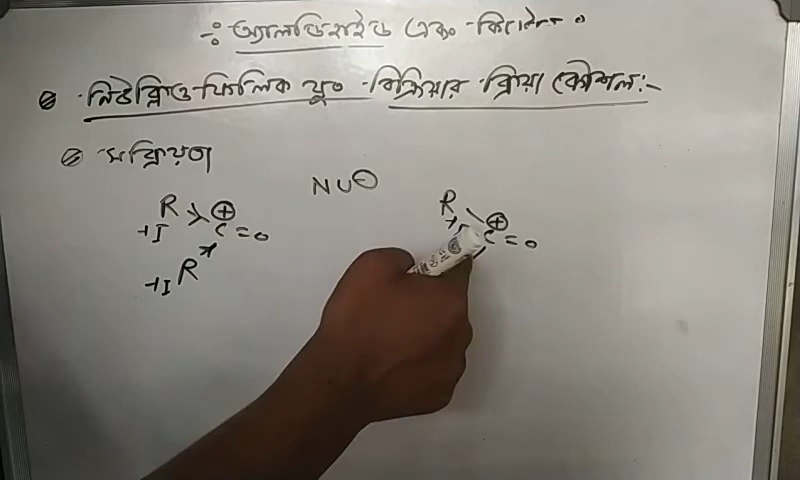 -: অ্যালডিহাইড এবং কিটোন :
নিউক্লিওফিলিক যুত বিক্রিয়ার ক্রিয়া কৌশল:-
সক্রিয়তা
NU⊖
R ⊕ R ⊕
+I C=O +I C=O
+I R